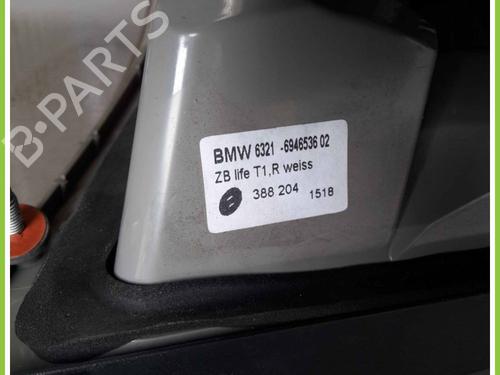 B-PARTS
BMW 6321 -6946536 02
ZB life T1,R weiss
388 204 1518